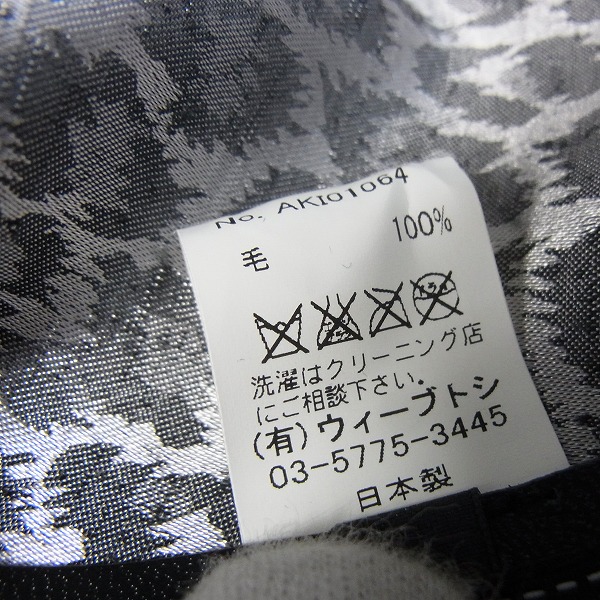 No. AKI01064
毛 100%
洗濯はクリーニング店
にご相談下さい.
(有)ウィーブトシ
03-5775-3445
日本製